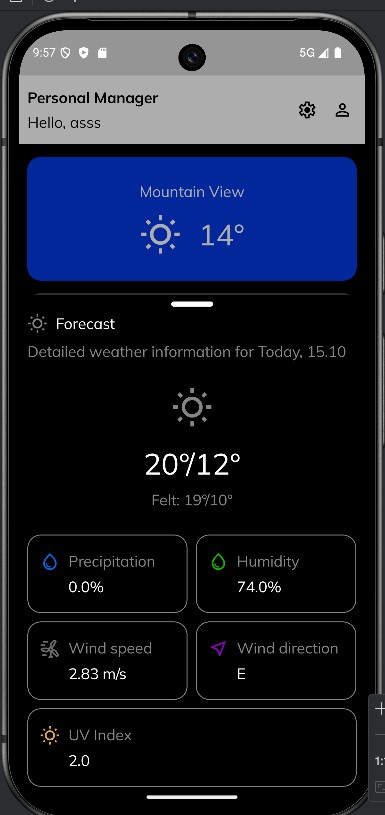 9:57
5G
Personal Manager
Hello, asss
Mountain View
14°
Forecast
Detailed weather information for Today, 15.10
20°/12°
Felt: 19°/10°
Precipitation
0.0%
Humidity
74.0%
Wind speed
2.83 m/s
Wind direction
E
UV Index
2.0